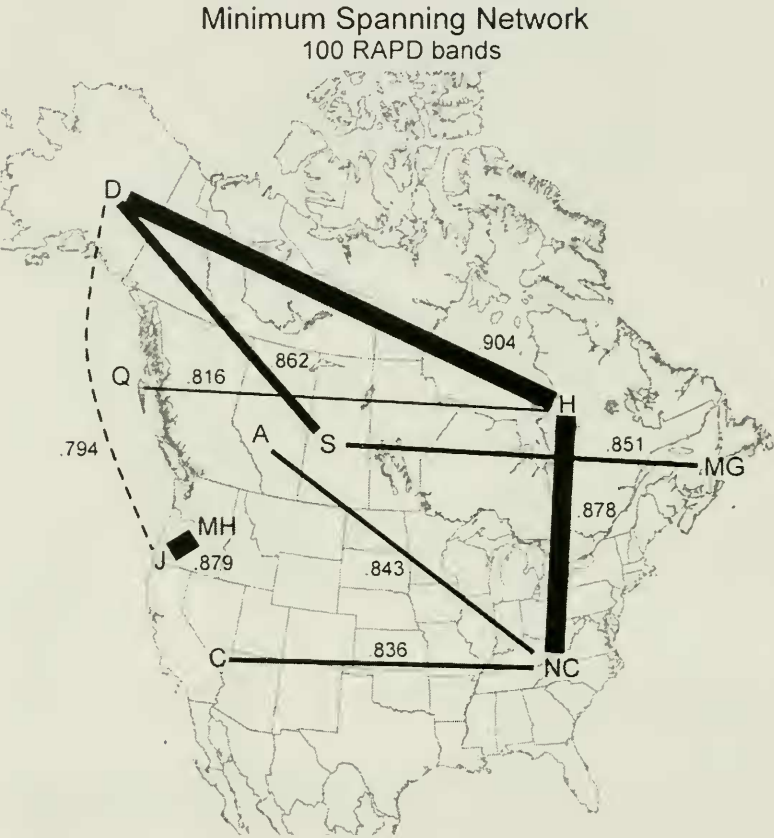 Minimum Spanning Network
100 RAPD bands
D
.904
.862
Q
.816
H
A
S
.851
.794
MG
.878
MH
J
.879
.843
C
.836
NC